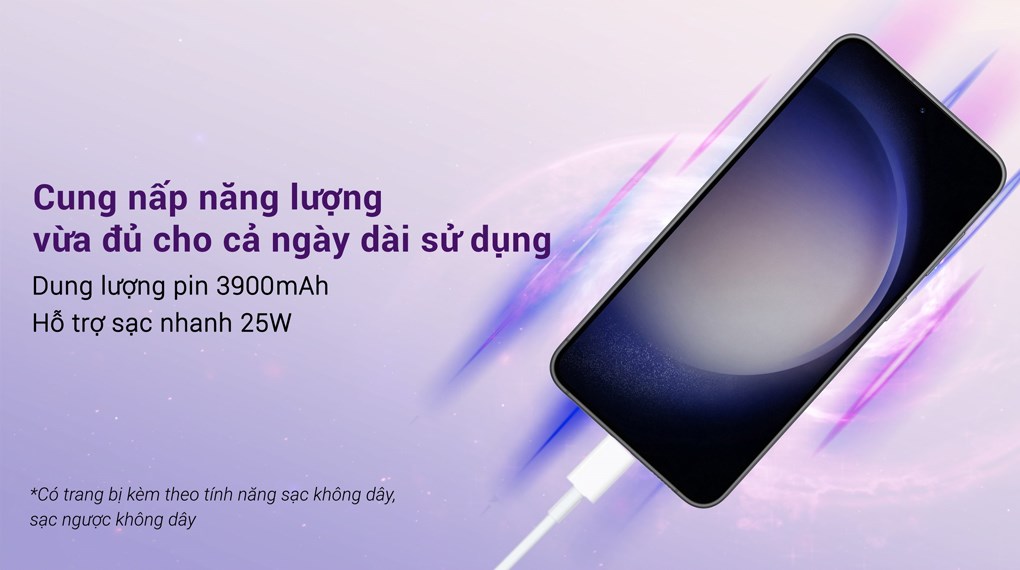 Cung nấp năng lượng
vừa đủ cho cả ngày dài sử dụng
Dung lượng pin 3900mAh
Hỗ trợ sạc nhanh 25W
*Có trang bị kèm theo tính năng sạc không dây,
sạc ngược không dây